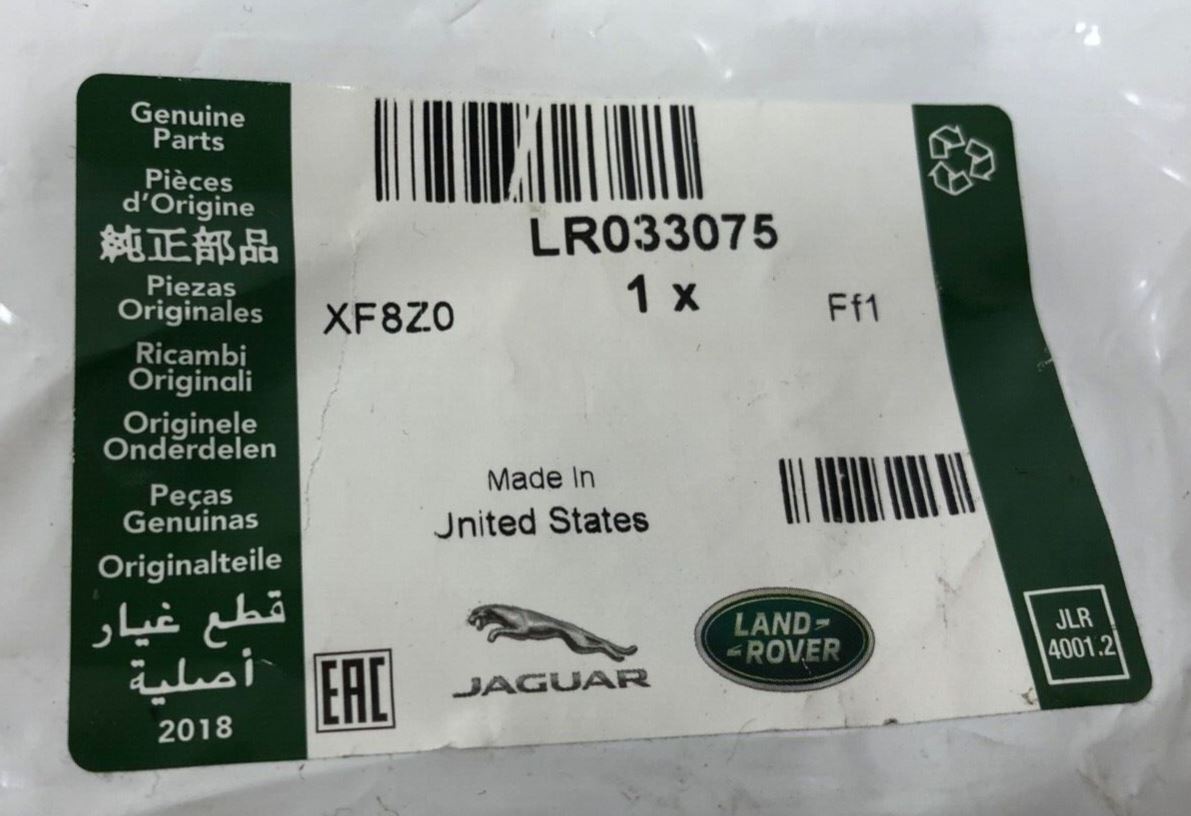 Genuine
Parts
Pièces
d'Origine
純正部品
Piezas
Originales
Ricambi
Originali
Originele
Onderdelen
Peças
Genuinas
Originalteile
قطع غيار
أصلية
2018
LR033075
1 x
XF8Z0
Ff1
Made In
United States
EAC
JAGUAR
LAND-
-ROVER
JLR
4001.2